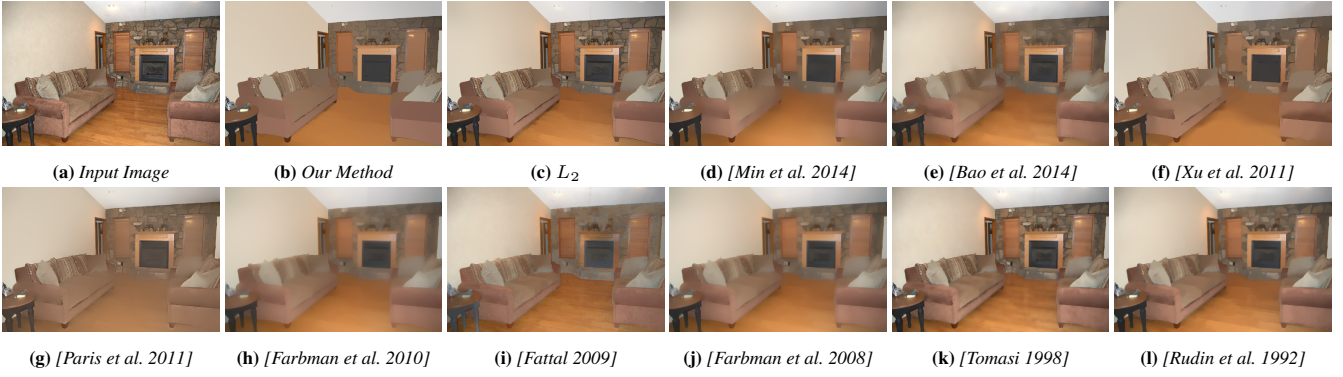 (a) Input Image (b) Our Method (c) L₂ (d) [Min et al. 2014] (e) [Bao et al. 2014] (f) [Xu et al. 2011]
(g) [Paris et al. 2011] (h) [Farbman et al. 2010] (i) [Fattal 2009] (j) [Farbman et al. 2008] (k) [Tomasi 1998] (l) [Rudin et al. 1992]